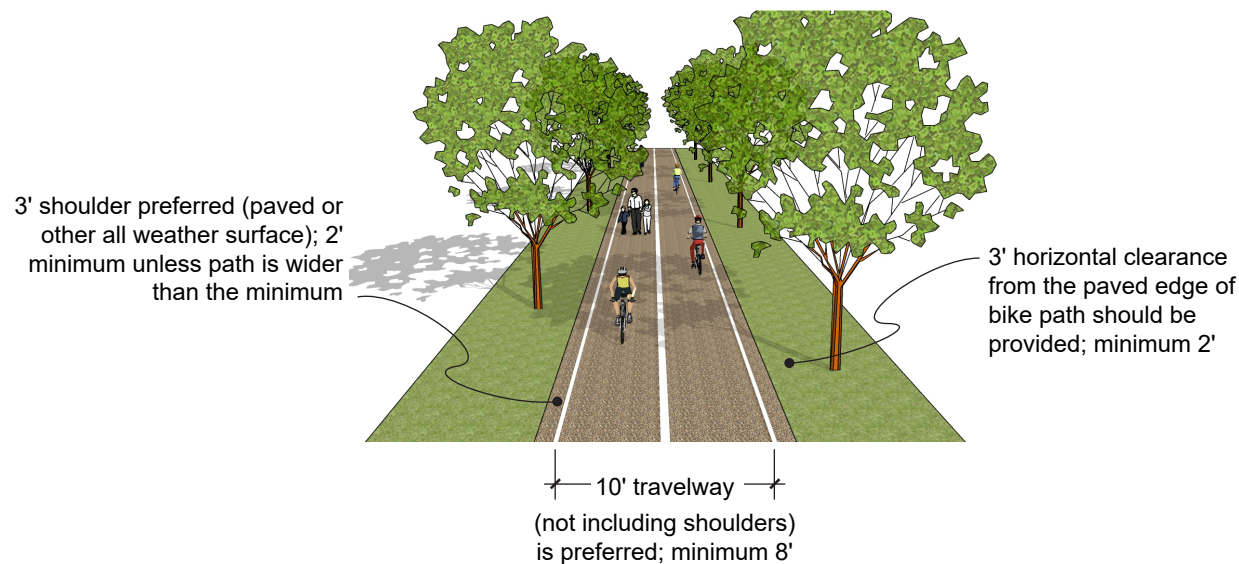 3' shoulder preferred (paved or
other all weather surface); 2'
minimum unless path is wider
than the minimum
3' horizontal clearance
from the paved edge of
bike path should be
provided; minimum 2'
10' travelway
(not including shoulders)
is preferred; minimum 8'